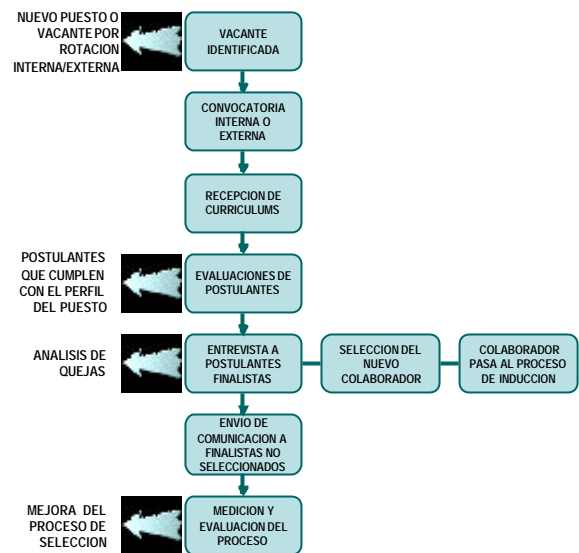 NUEVO PUESTO O
VACANTE POR
ROTACION
INTERNA/EXTERNA
VACANTE
IDENTIFICADA
CONVOCATORIA
INTERNA O
EXTERNA
RECEPCION DE
CURRICULUMS
POSTULANTES
QUE CUMPLEN
CON EL PERFIL
DEL PUESTO
EVALUACIONES DE
POSTULANTES
ANALISIS DE
QUEJAS
ENTREVISTA A
POSTULANTES
FINALISTAS
SELECCION DEL
NUEVO
COLABORADOR
COLABORADOR
PASA AL PROCESO
DE INDUCCION
ENVIO DE
COMUNICACION A
FINALISTAS NO
SELECCIONADOS
MEJORA DEL
PROCESO DE
SELECCION
MEDICION Y
EVALUACION DEL
PROCESO